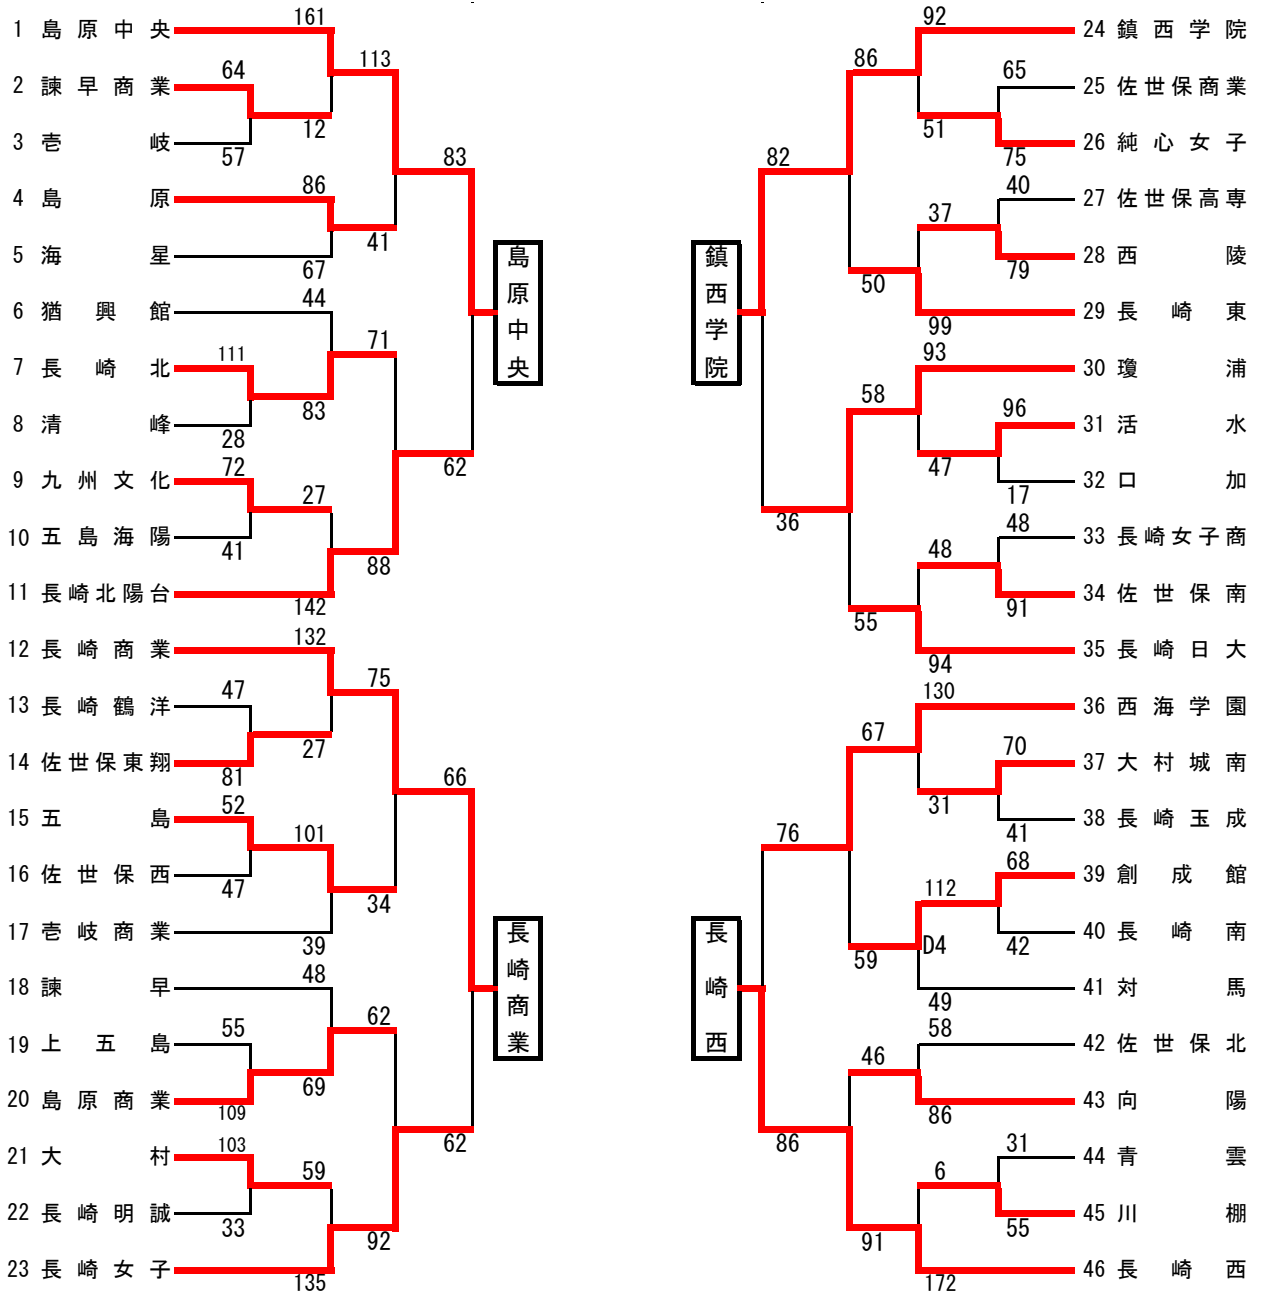 1 島原中央
2 諫早商業
3 壱岐
4 島原
5 海星
6 猶興館
7 長崎北
8 清峰
9 九州文化
10 五島海陽
11 長崎北陽台
12 長崎商業
13 長崎鶴洋
14 佐世保東翔
15 五島
16 佐世保西
17 壱岐商業
18 諫早
19 上五島
20 島原商業
21 大村
22 長崎明誠
23 長崎女子
64
57
111
28
72
41
47
81
52
47
55
109
103
33
161
12
86
67
44
83
27
142
132
27
101
39
48
69
59
135
113
41
71
88
75
34
62
92
83
62
66
62
島原中央
長崎商業
鎮西学院
長崎西
82
36
76
86
86
50
58
55
67
59
46
91
92
51
37
99
93
47
48
94
130
31
112
D4
49
58
86
6
172
65
75
40
79
96
17
48
91
70
41
68
42
31
55
24 鎮西学院
25 佐世保商業
26 純心女子
27 佐世保高専
28 西陵
29 長崎東
30 瓊浦
31 活水
32 口加
33 長崎女子商
34 佐世保南
35 長崎日大
36 西海学園
37 大村城南
38 長崎玉成
39 創成館
40 長崎南
41 対馬
42 佐世保北
43 向陽
44 青雲
45 川棚
46 長崎西